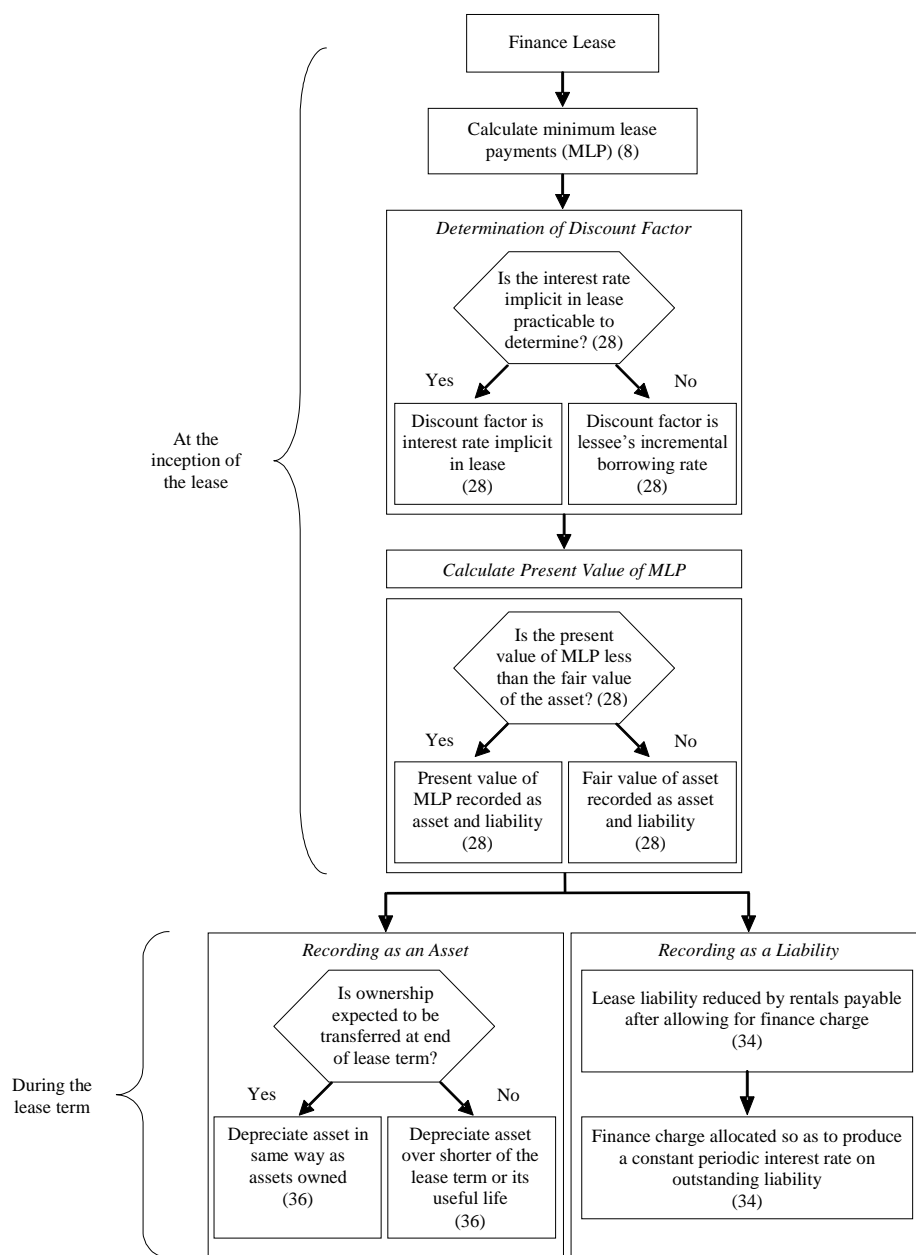 Finance Lease
Calculate minimum lease
payments (MLP) (8)
Determination of Discount Factor
Is the interest rate
implicit in lease
practicable to
determine? (28)
Yes
No
Discount factor is
interest rate implicit
in lease
(28)
Discount factor is
lessee's incremental
borrowing rate
(28)
At the
inception of
the lease
Calculate Present Value of MLP
Is the present
value of MLP less
than the fair value
of the asset? (28)
Yes
No
Present value of
MLP recorded as
asset and liability
(28)
Fair value of asset
recorded as asset
and liability
(28)
During the
lease term
Recording as an Asset
Is ownership
expected to be
transferred at end
of lease term?
Yes
No
Depreciate asset in
same way as
assets owned
(36)
Depreciate asset
over shorter of the
lease term or its
useful life
(36)
Recording as a Liability
Lease liability reduced by rentals payable
after allowing for finance charge
(34)
Finance charge allocated so as to produce
a constant periodic interest rate on
outstanding liability
(34)